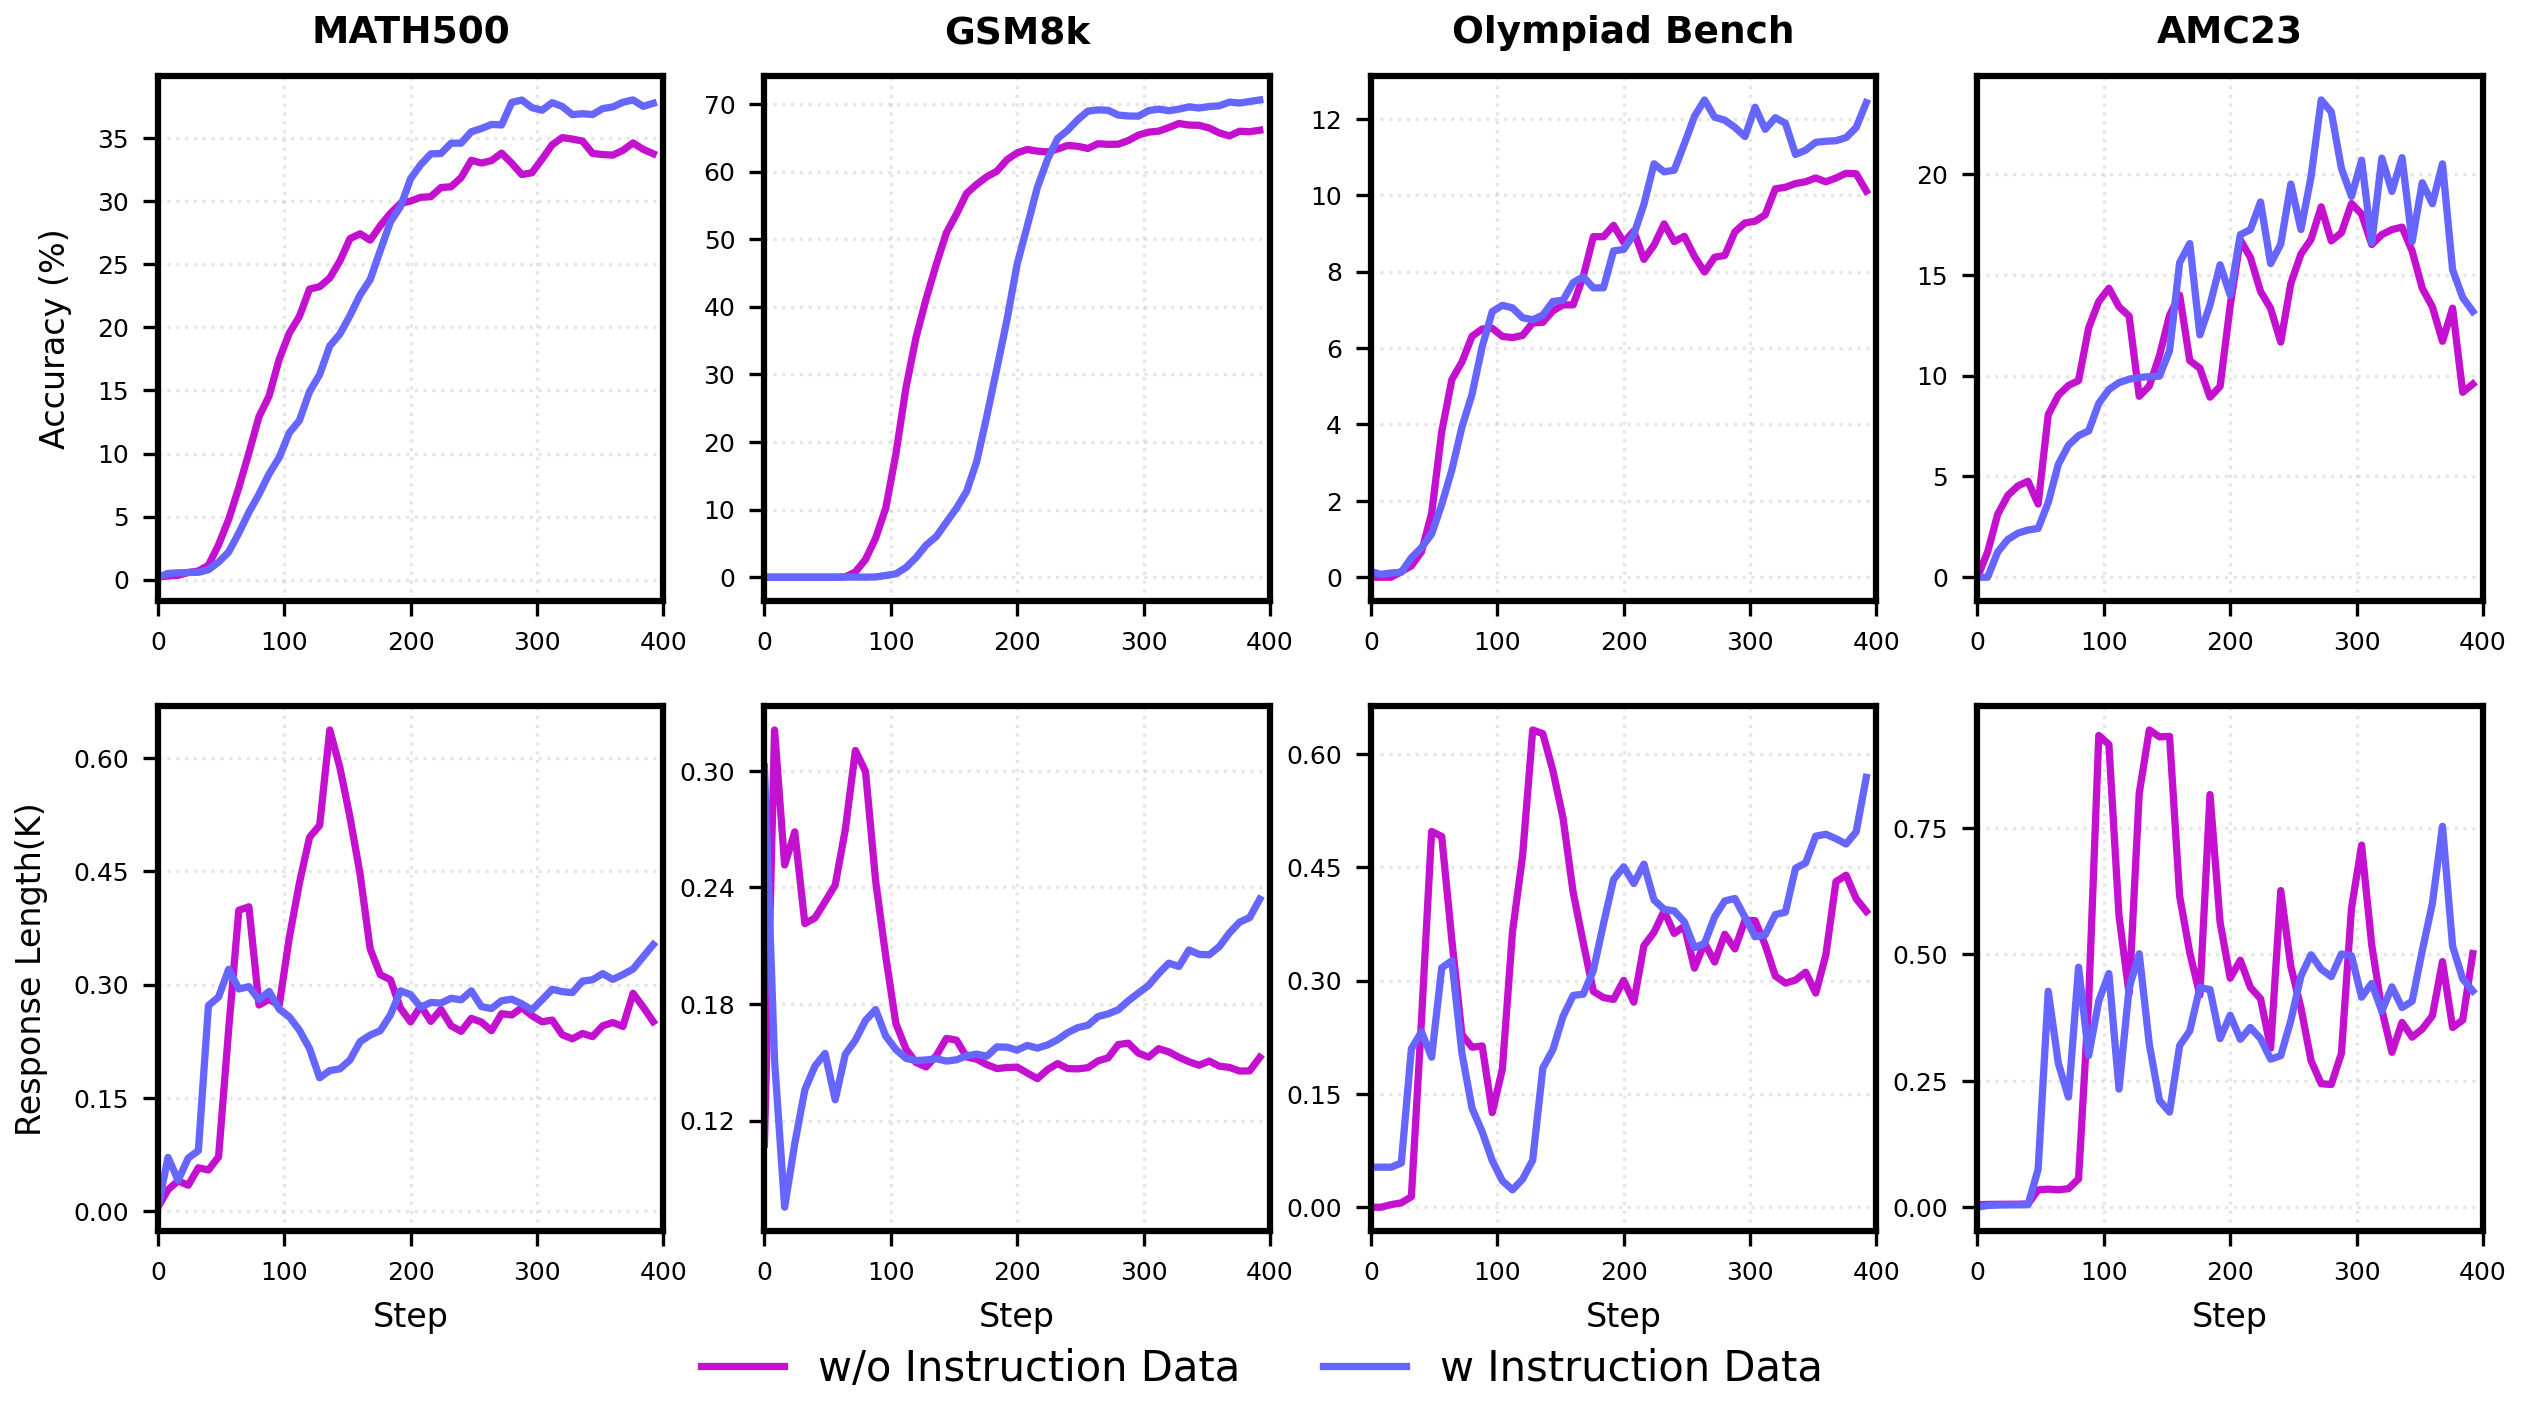 MATH500 GSM8k Olympiad Bench AMC23
Accuracy (%)
35
30
25
20
15
10
5
0
0 100 200 300 400
70
60
50
40
30
20
10
0
0 100 200 300 400
12
10
8
6
4
2
0
0 100 200 300 400
20
15
10
5
0
0 100 200 300 400
Response Length(K)
0.60
0.45
0.30
0.15
0.00
0 100 200 300 400
Step
0.30
0.24
0.18
0.12
0 100 200 300 400
Step
0.60
0.45
0.30
0.15
0.00
0 100 200 300 400
Step
0.75
0.50
0.25
0.00
0 100 200 300 400
Step
w/o Instruction Data w Instruction Data